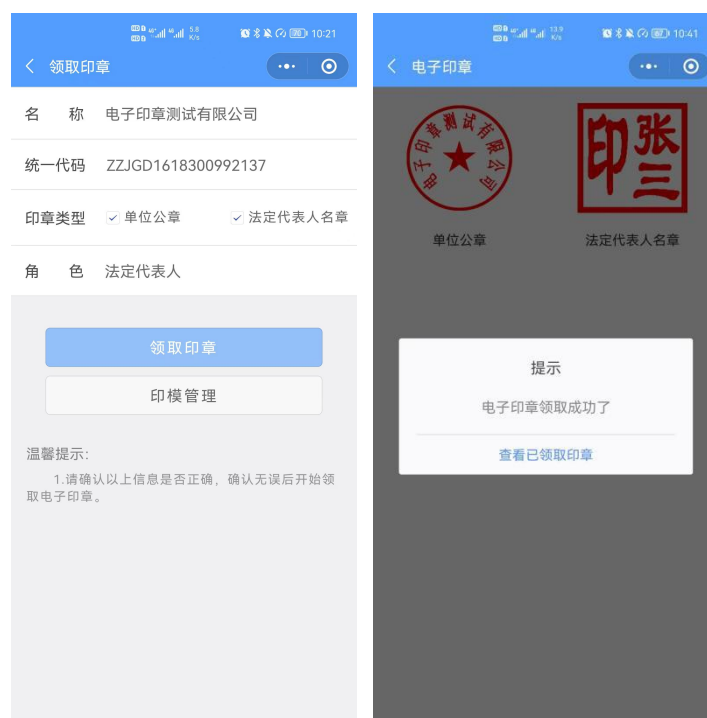 5.8
K/s
70
10:21
领取印章
名 称 电子印章测试有限公司
统一代码 ZZJGD1618300992137
印章类型 单位公章 法定代表人名章
角 色 法定代表人
领取印章
印模管理
温馨提示:
1.请确认以上信息是否正确，确认无误后开始领
取电子印章。
13.9
K/s
67
10:41
电子印章
电子印章测试有限公司
张三印
单位公章
法定代表人名章
提示
电子印章领取成功了
查看已领取印章